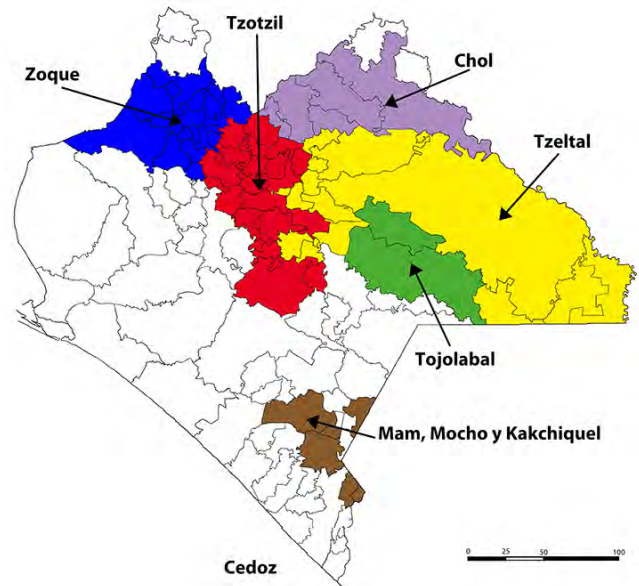 Tzotzil
Zoque
Chol
Tzeltal
Tojolabal
Mam, Mocho y Kakchiquel
Cedoz
0 25 50 100